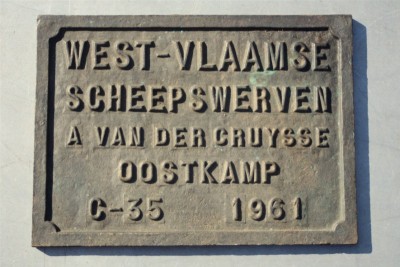 WEST-VLAAMSE
SCHEEPSWERVEN
A VAN DER CRUYSSE
OOSTKAMP
C-35 1961